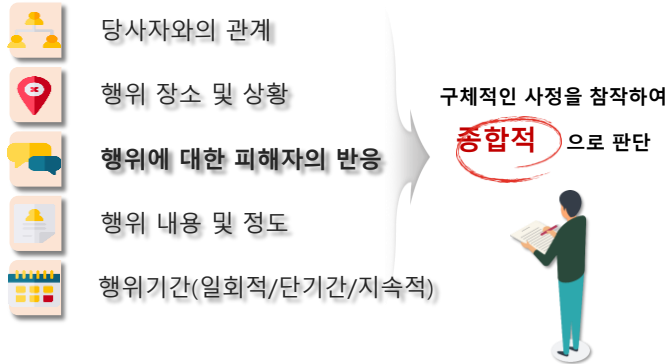 당사자와의 관계
행위 장소 및 상황
행위에 대한 피해자의 반응
행위 내용 및 정도
행위기간(일회적/단기간/지속적)
구체적인 사정을 참작하여
종합적 으로 판단